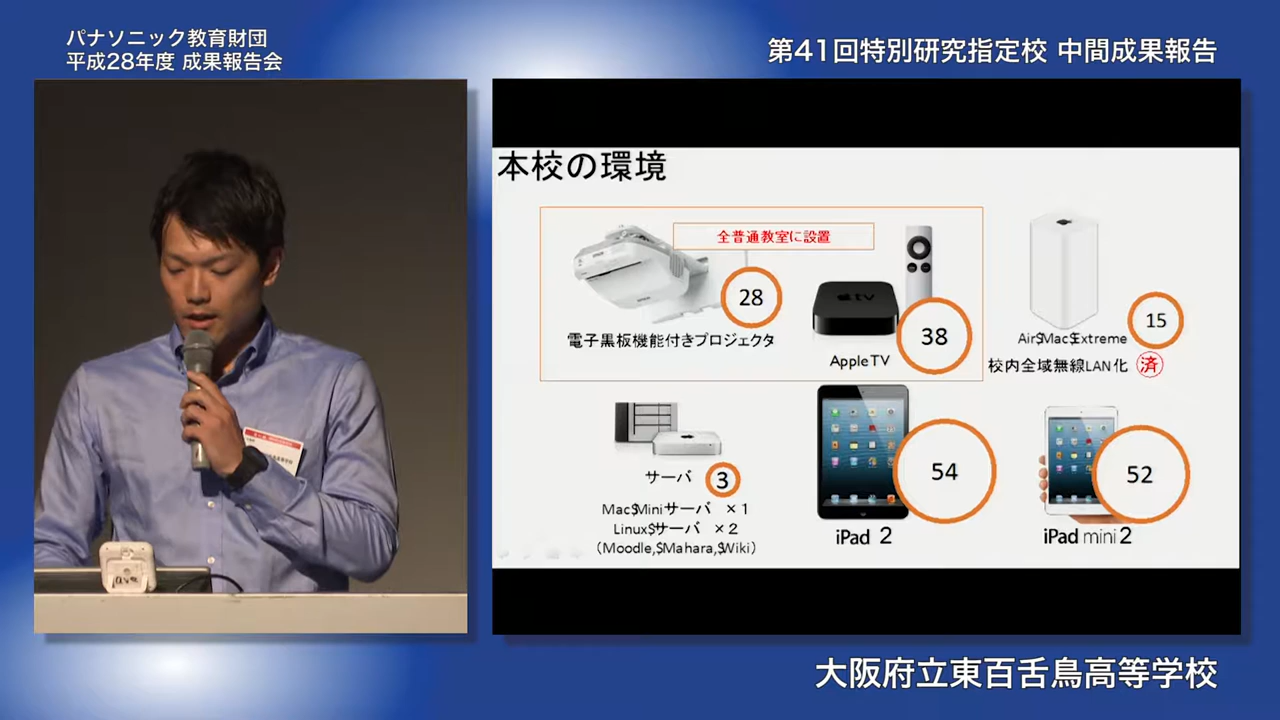 パナソニック教育財団
平成28年度 成果報告会
第41回特別研究指定校 中間成果報告
本校の環境
全普通教室に設置
28
電子黒板機能付きプロジェクタ
tv
38
Apple TV
15
Air$Mac$Extreme
校内全域無線LAN化 済
サーバ 3
Mac$Miniサーバ ×1
Linux$サーバ ×2
(Moodle,$Mahara,$Wiki)
54
iPad 2
52
iPad mini 2
大阪府立東百舌鳥高等学校